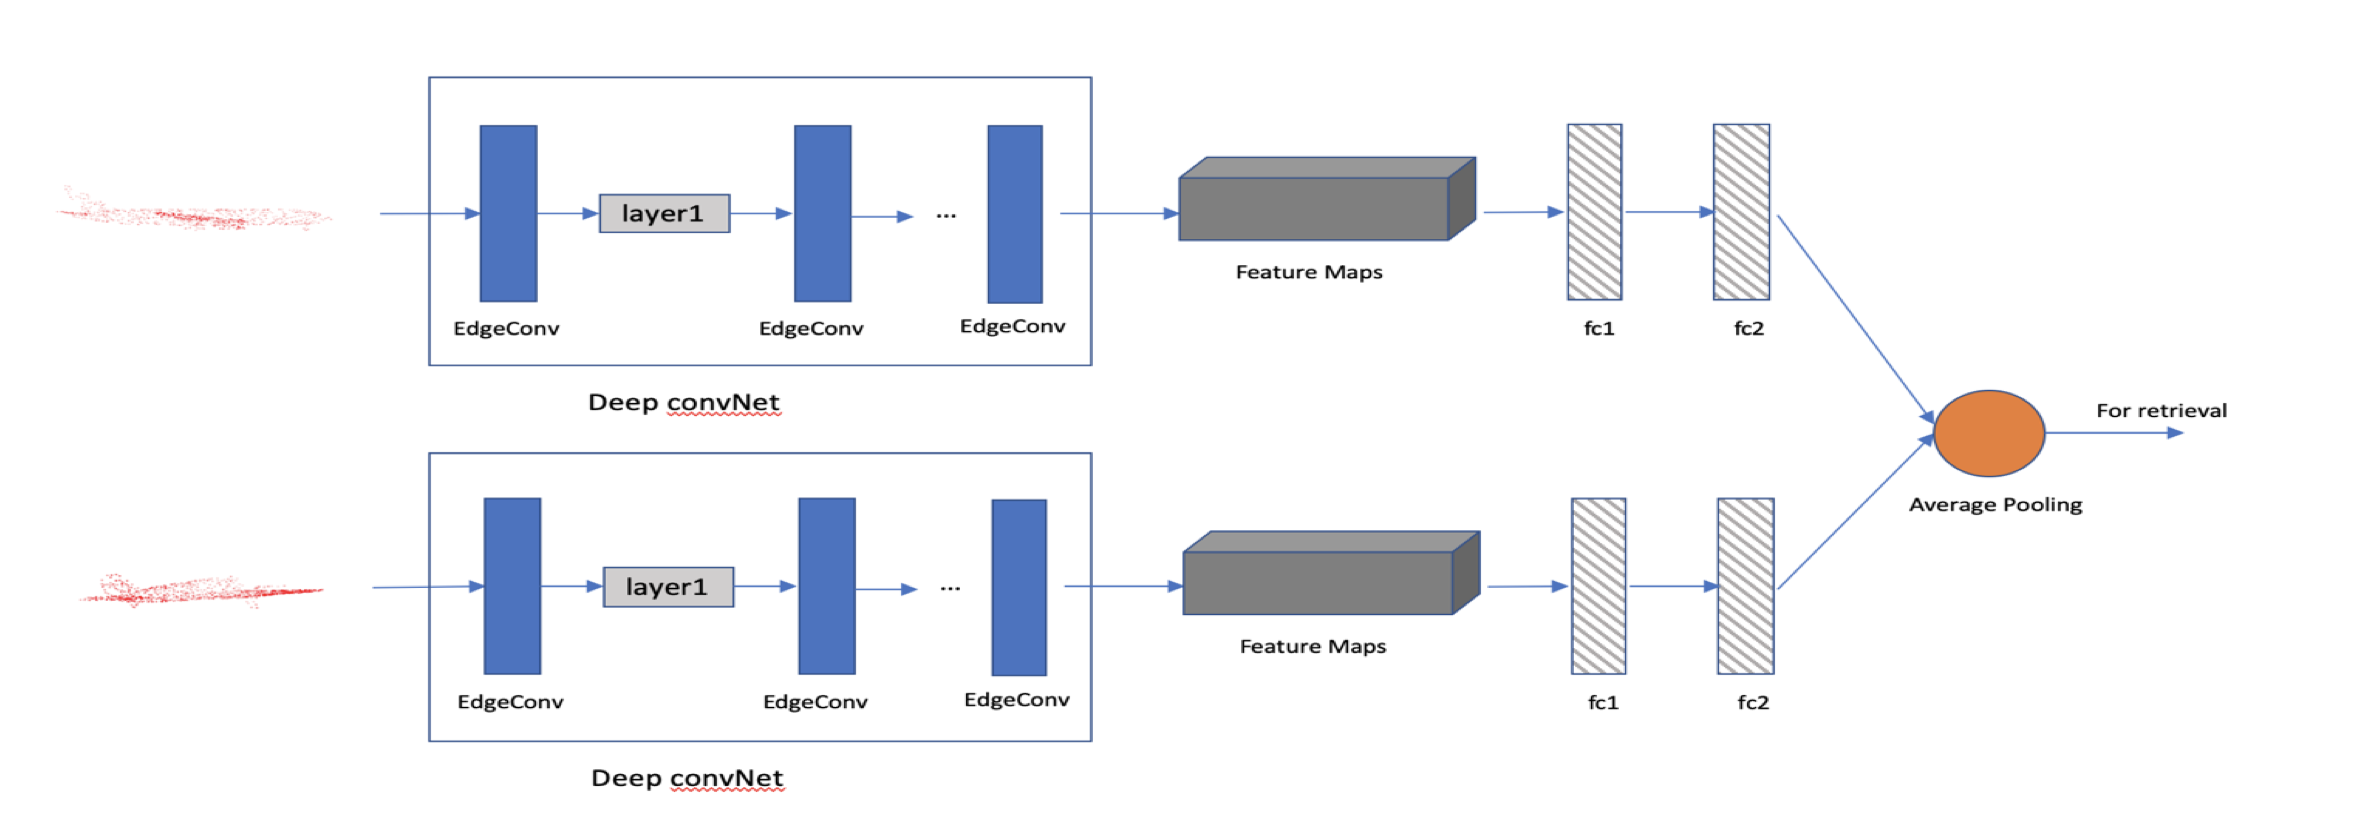 layer1
...
EdgeConv
EdgeConv
EdgeConv
Deep convNet
Feature Maps
fc1
fc2
For retrieval
Average Pooling
layer1
...
EdgeConv
EdgeConv
EdgeConv
Deep convNet
Feature Maps
fc1
fc2